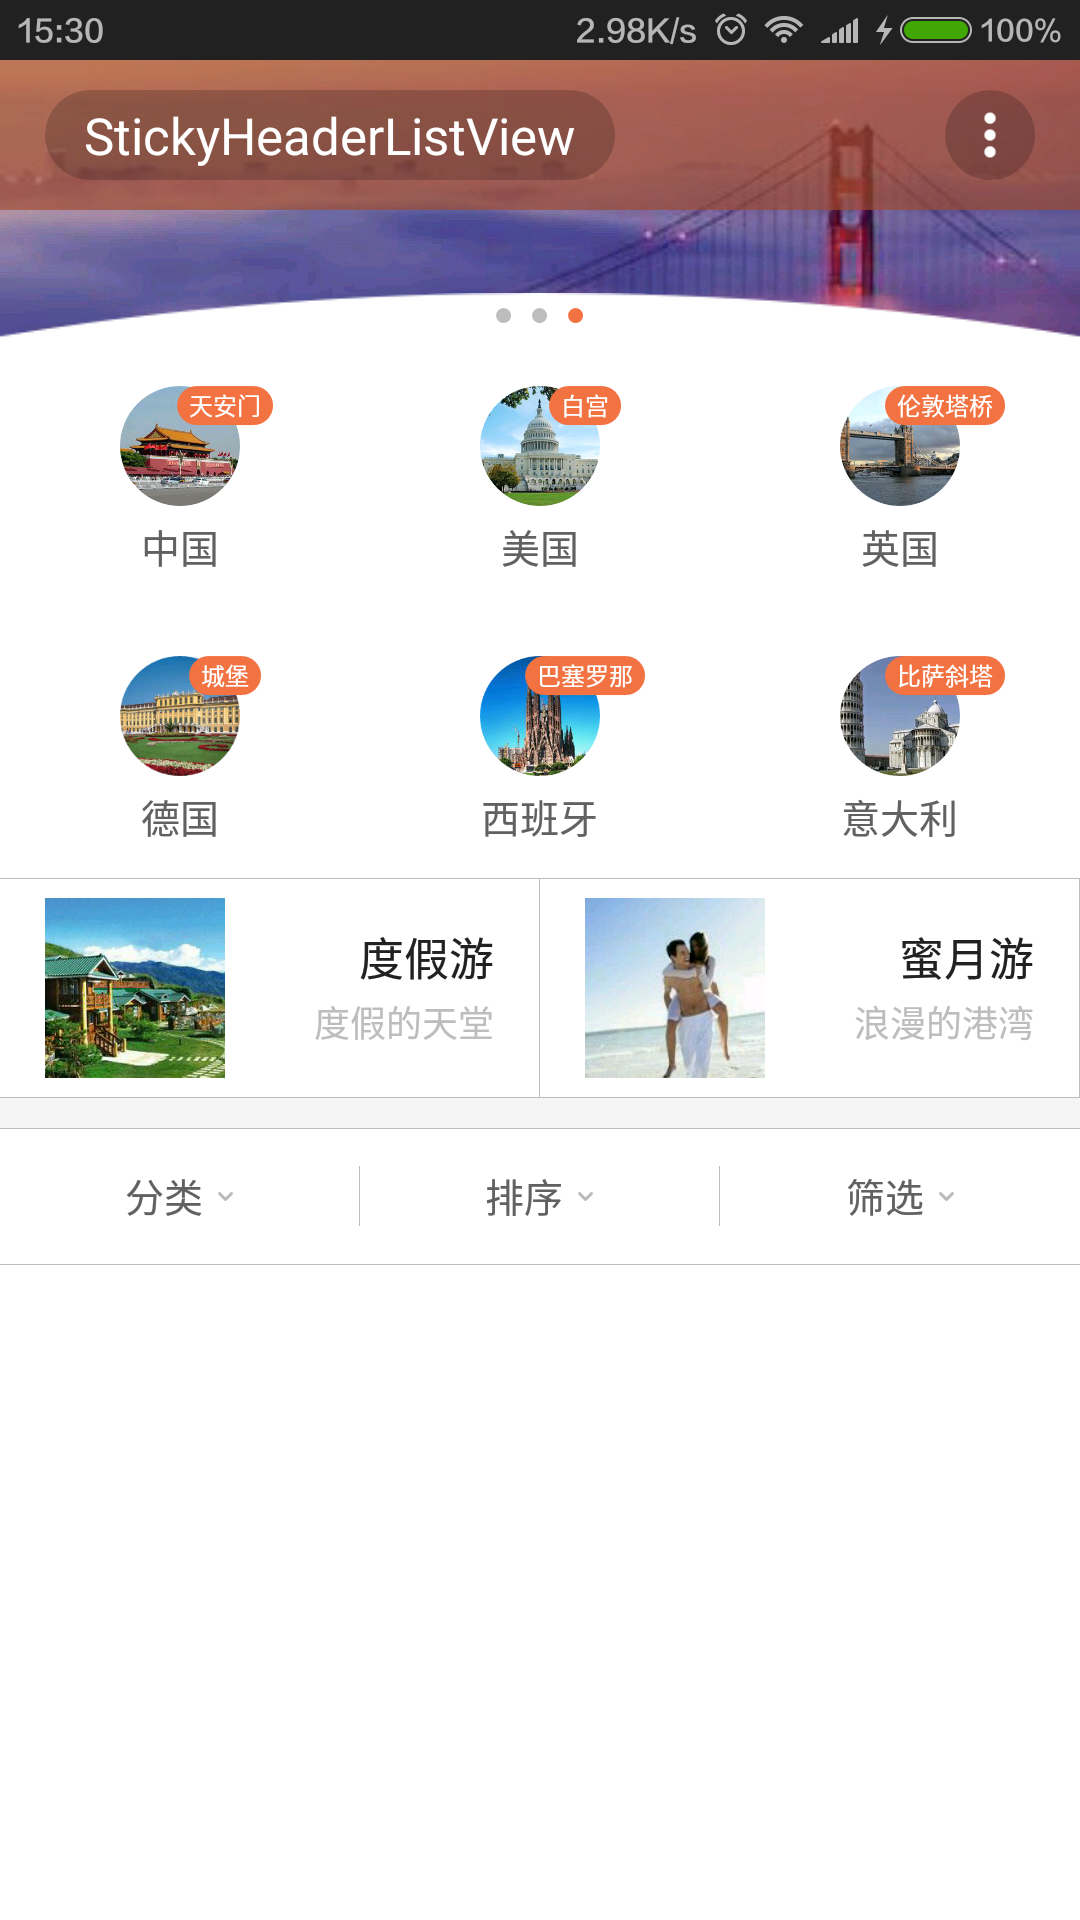 15:30 2.98K/s 100%
StickyHeaderListView
天安门 白宫 伦敦塔桥
中国 美国 英国
城堡 巴塞罗那 比萨斜塔
德国 西班牙 意大利
度假游 蜜月游
度假的天堂 浪漫的港湾
分类 排序 筛选